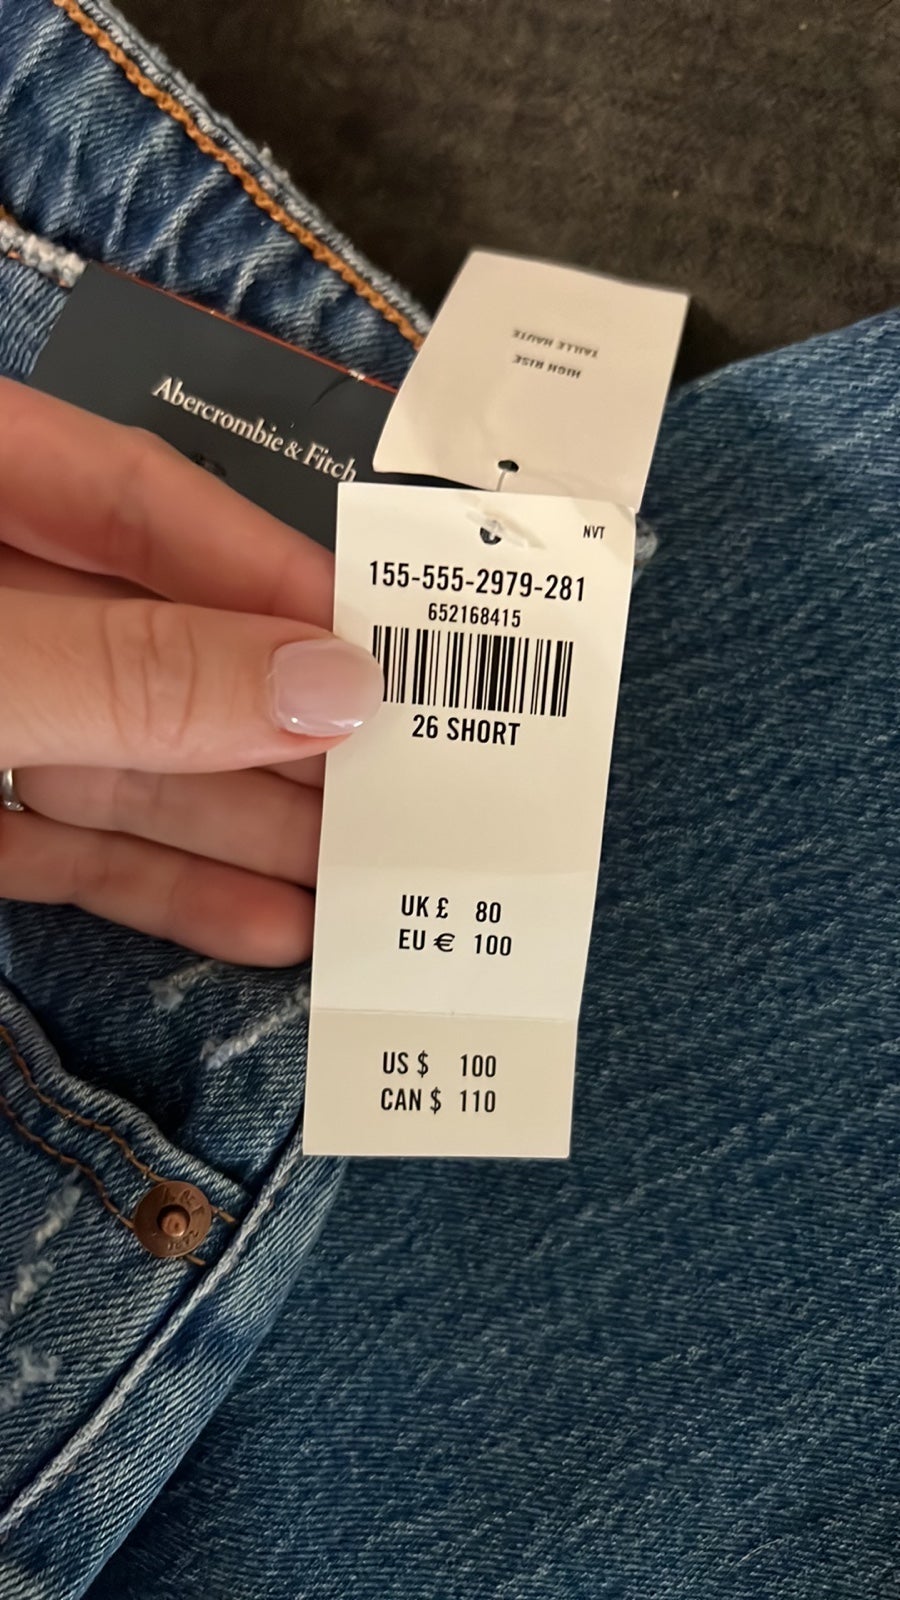 Abercrombie & Fitch
HIGH RISE
TAILLE HAUTE
NVT
155-555-2979-281
652168415
26 SHORT
UK £ 80
EU € 100
US $ 100
CAN $ 110